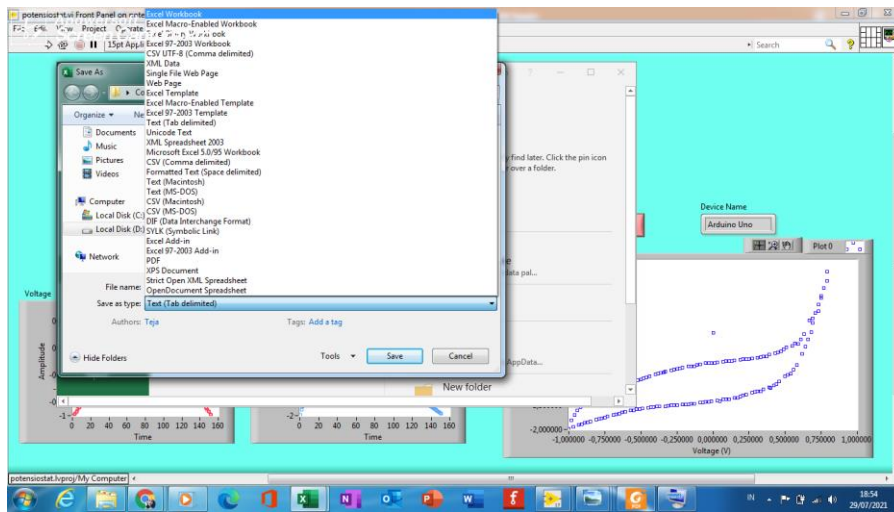 potensiostat.vi Front Panel on
Project Operate
15pt Appli
Search
Excel Workbook
Excel Macro-Enabled Workbook
Excel 97-2003 Workbook
CSV UTF-8 (Comma delimited)
XML Data
Single File Web Page
Web Page
Excel Template
Excel Macro-Enabled Template
Excel 97-2003 Template
Text (Tab delimited)
Unicode Text
XML Spreadsheet 2003
Microsoft Excel 5.0/95 Workbook
CSV (Comma delimited)
Formatted Text (Space delimited)
Text (Macintosh)
Text (MS-DOS)
CSV (Macintosh)
CSV (MS-DOS)
DIF (Data Interchange Format)
SYLK (Symbolic Link)
Excel Add-in
Excel 97-2003 Add-in
PDF
XPS Document
Strict Open XML Spreadsheet
OpenDocument Spreadsheet
Save As
Co
Organize
Ne
Documents
Music
Pictures
Videos
Computer
Local Disk (C:)
Local Disk (D:)
Network
File name:
Save as type: Text (Tab delimited)
Authors: Teja
Tags: Add a tag
Hide Folders
Tools
Save
Cancel
y find later. Click the pin icon
over a folder.
data pal...
AppData...
New folder
Device Name
Arduino Uno
Plot 0
Voltage
Amplitude
-1
0 20 40 60 80 100 120 140 160
Time
-2
0 20 40 60 80 100 120 140 160
Time
-2,000000
-1,000000 -0,750000 -0,500000 -0,250000 0,000000 0,250000 0,500000 0,750000 1,000000
Voltage (V)
potensiostat.lvproj/My Computer
IN
18:54
29/07/2021